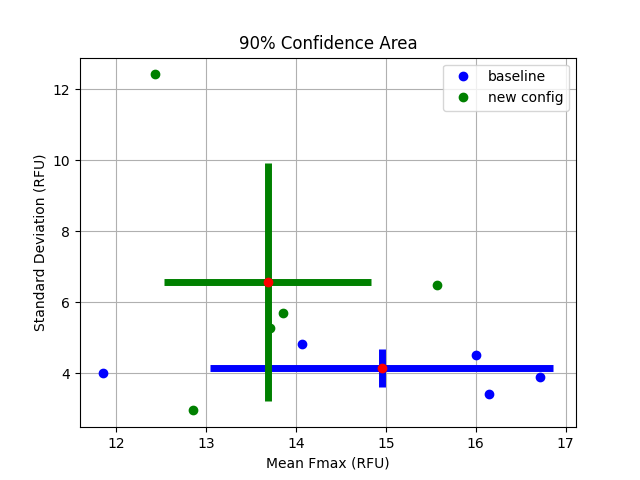 90% Confidence Area
baseline
new config
12
10
8
6
4
Standard Deviation (RFU)
12
13
14
15
16
17
Mean Fmax (RFU)